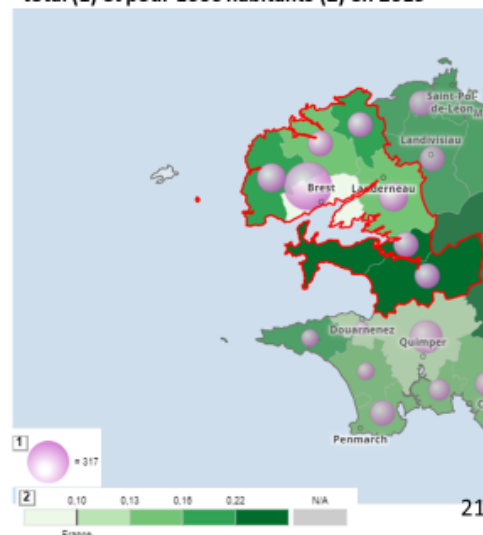 total (1) et pour 1000 habitants (2) en 2019
Saint-Pol-
de-Léon
M
Landivisiau
Brest
Landerneau
Douarnenez
Quimper
C
Penmarch
1
= 317
2
0,10 0,13 0,16 0,22 N/A
France
21